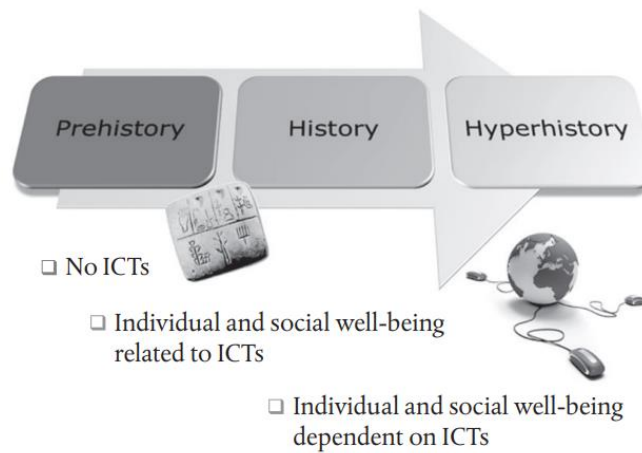 Prehistory
History
Hyperhistory
No ICTs
Individual and social well-being
related to ICTs
Individual and social well-being
dependent on ICTs